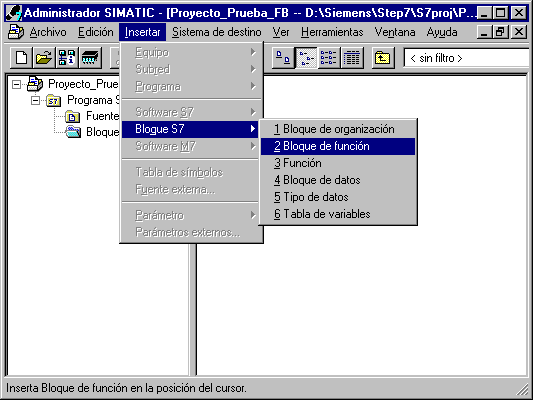 Administrador SIMATIC - [Proyecto_Prueba_FB -- D:\Siemens\Step7\S7proj\P...
Archivo Edición Insertar Sistema de destino Ver Herramientas Ventana Ayuda
< sin filtro >
Equipo
Subred
Programa
Software S7
Bloque S7
Software M7
Tabla de símbolos
Fuente externa...
Parámetro
Parámetros externos...
1 Bloque de organización
2 Bloque de función
3 Función
4 Bloque de datos
5 Tipo de datos
6 Tabla de variables
Proyecto_Prue
Programa S
Fuente
Bloque
Inserta Bloque de función en la posición del cursor.